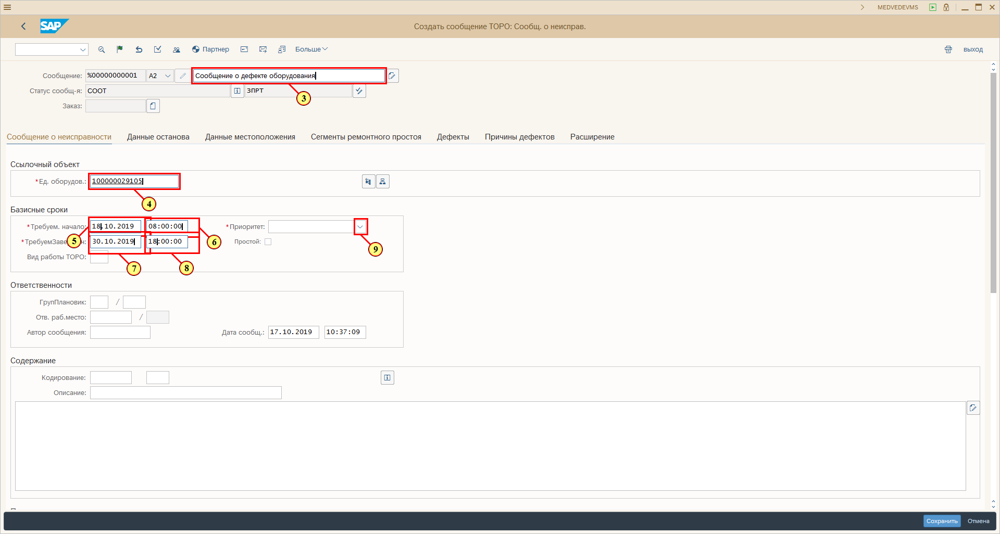 MEDVEDEVMS
SAP
Создать сообщение ТОРО: Сообщ. о неисправ.
Партнер
Больше
выход
Сообщение: %00000000001 A2 Сообщение о дефекте оборудования
Статус сообщ-я: СООТ ЗПРТ
3
Заказ:
Сообщение о неисправности Данные останова Данные местоположения Сегменты ремонтного простоя Дефекты Причины дефектов Расширение
Ссылочный объект
*Ед. оборудов.: 100000029105
4
Базисные сроки
*Требуем. начало: 18.10.2019 08:00:00 *Приоритет:
5 6 9
30.10.2019 18:00:00 Простой:
Вид работы ТОРО:
7 8
Ответственности
ГрупПлановик: /
Отв. раб.место: /
Автор сообщения: Дата сообщ.: 17.10.2019 10:37:09
Содержание
Кодирование:
Описание:
Сохранить Отмена